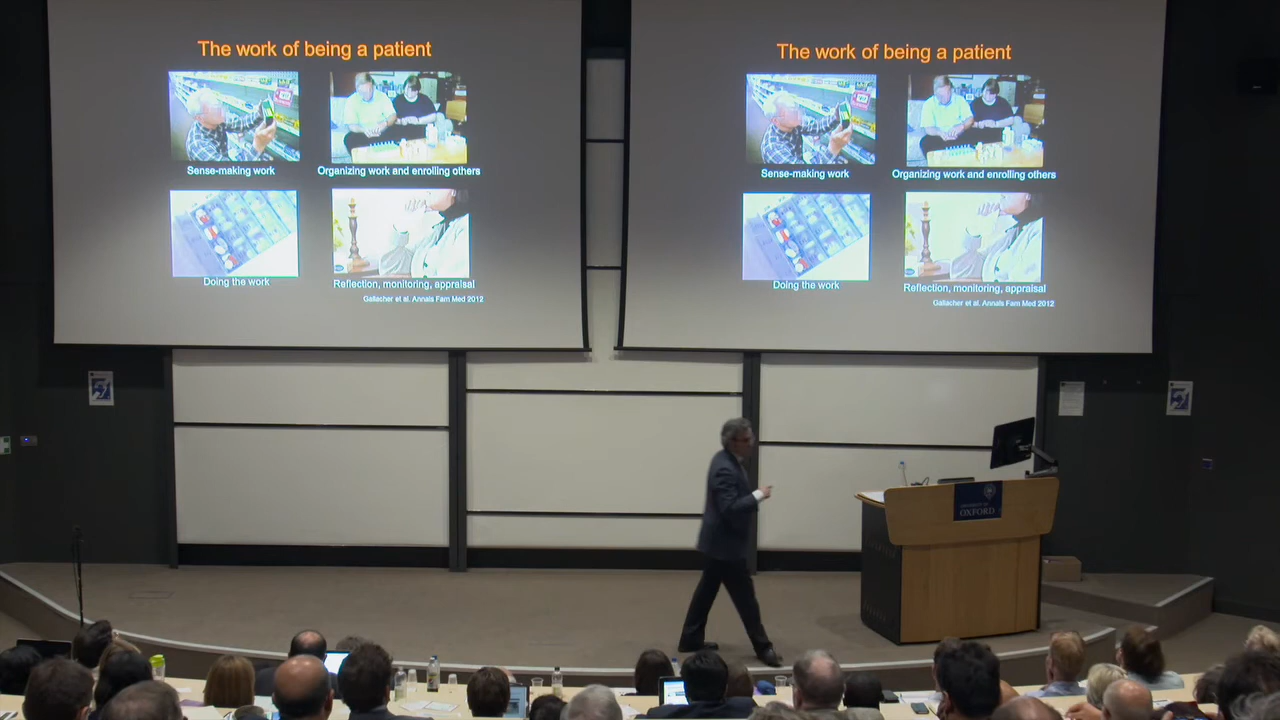 The work of being a patient
Sense-making work
Organizing work and enrolling others
Doing the work
Reflection, monitoring, appraisal
Gallacher et al. Annals Fam Med 2012
The work of being a patient
Sense-making work
Organizing work and enrolling others
Doing the work
Reflection, monitoring, appraisal
Gallacher et al. Annals Fam Med 2012
UNIVERSITY OF
OXFORD